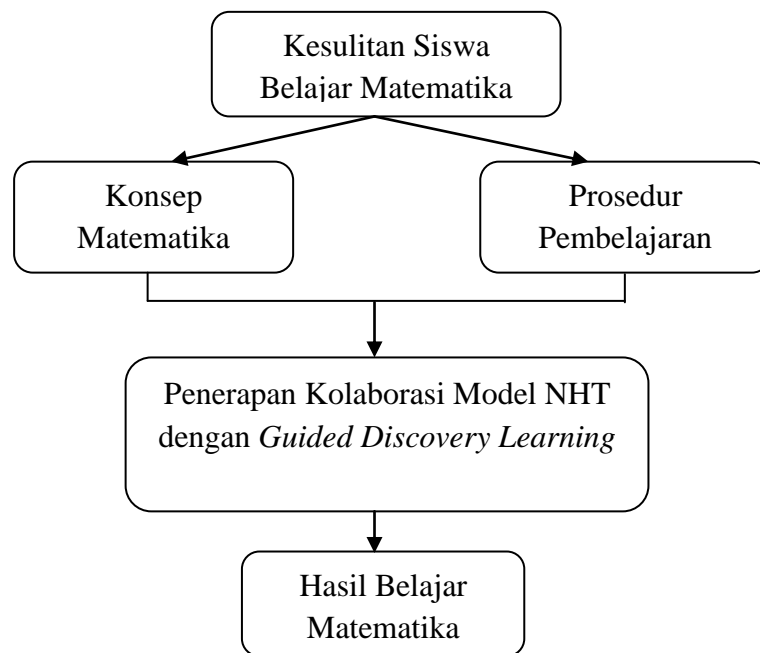 Kesulitan Siswa
Belajar Matematika
Konsep
Matematika
Prosedur
Pembelajaran
Penerapan Kolaborasi Model NHT
dengan Guided Discovery Learning
Hasil Belajar
Matematika